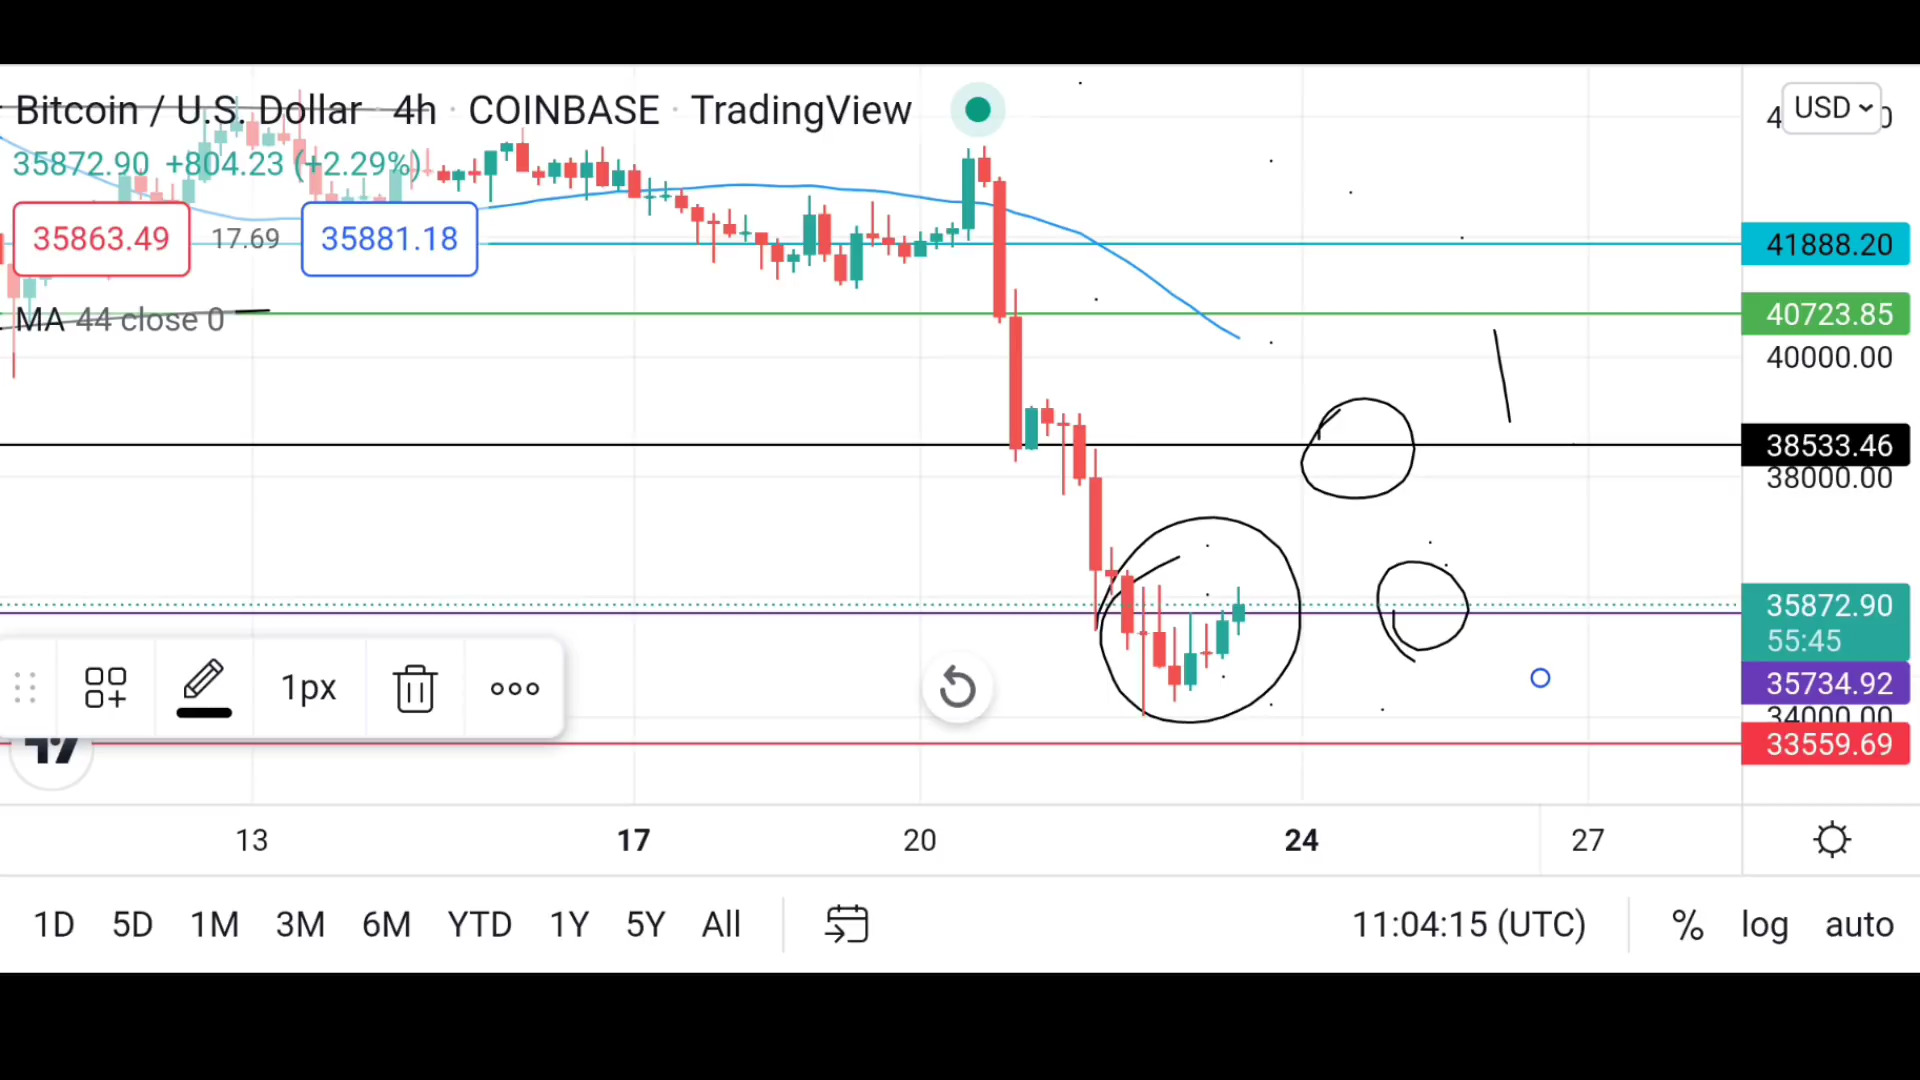 Bitcoin / U.S. Dollar · 4h · COINBASE · TradingView
USD
35872.90 +804.23 (+2.29%)
35863.49 17.69 35881.18
41888.20
MA 44 close 0
40723.85
40000.00
38533.46
38000.00
35872.90
55:45
1px
35734.92
34000.00
33559.69
13 17 20 24 27
1D 5D 1M 3M 6M YTD 1Y 5Y All 11:04:15 (UTC) % log auto